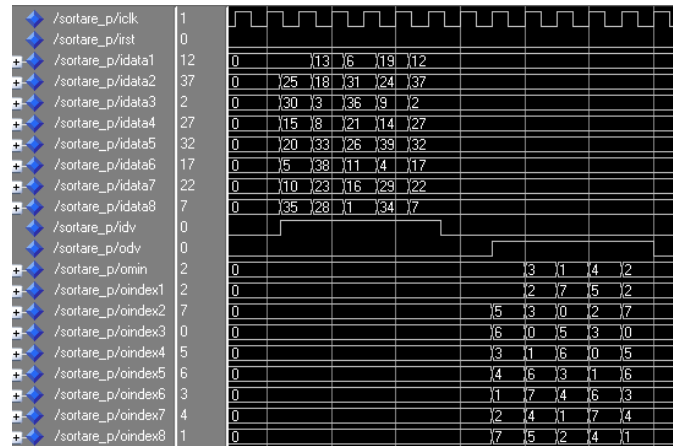 /sortare_p/iclk 1
/sortare_p/irst 0
/sortare_p/idata1 12 0 13 6 19 12
/sortare_p/idata2 37 0 25 18 31 24 37
/sortare_p/idata3 2 0 30 3 36 9 2
/sortare_p/idata4 27 0 15 8 21 14 27
/sortare_p/idata5 32 0 20 33 26 39 32
/sortare_p/idata6 17 0 5 38 11 4 17
/sortare_p/idata7 22 0 10 23 16 29 22
/sortare_p/idata8 7 0 35 28 1 34 7
/sortare_p/idv 0
/sortare_p/odv 0
/sortare_p/omin 2 0 3 1 4 2
/sortare_p/oindex1 2 0 2 7 5 2
/sortare_p/oindex2 7 0 5 3 0 2 7
/sortare_p/oindex3 0 0 6 0 5 3 0
/sortare_p/oindex4 5 0 3 1 6 0 5
/sortare_p/oindex5 6 0 4 6 3 1 6
/sortare_p/oindex6 3 0 1 7 4 6 3
/sortare_p/oindex7 4 0 2 4 1 7 4
/sortare_p/oindex8 1 0 7 5 2 4 1